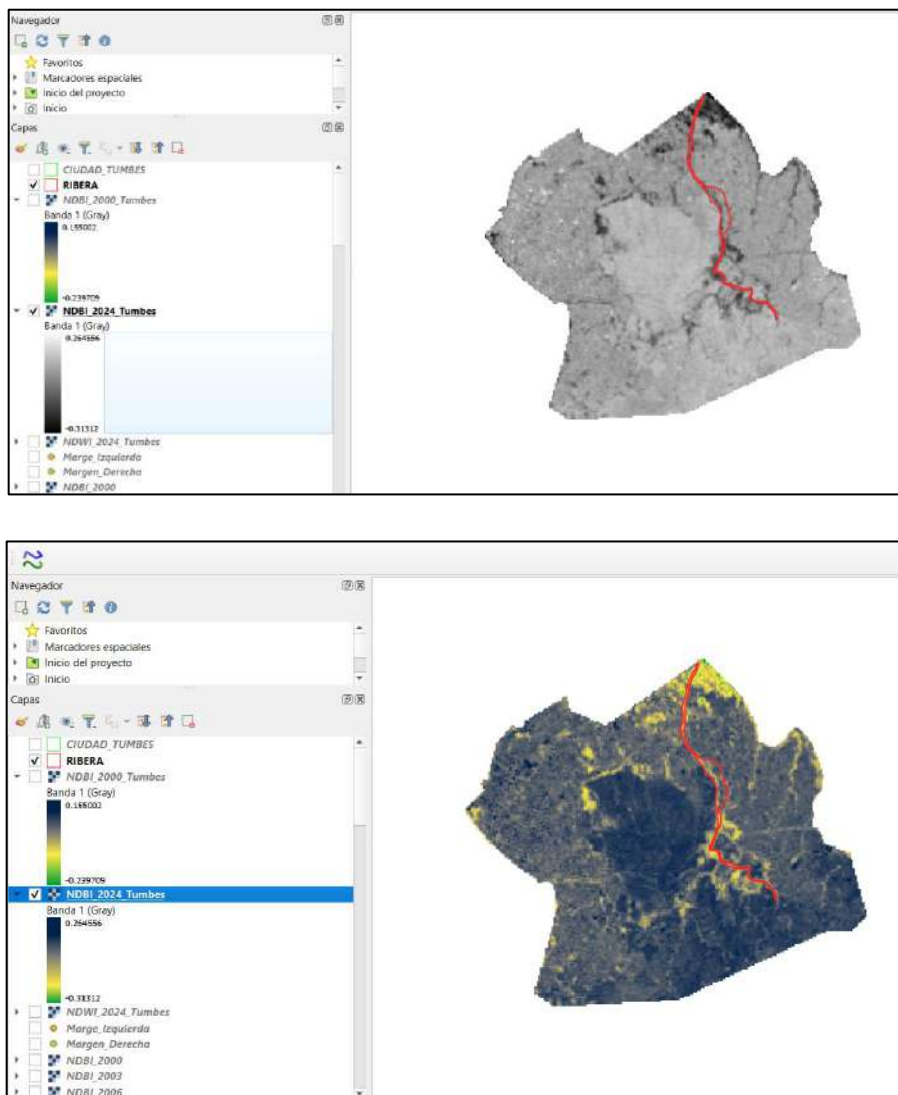 Navegador
Favoritos
Marcadores espaciales
Inicio del proyecto
Inicio
Capas
CIUDAD_TUMBES
RIBERA
NDBI_2000_Tumbes
Banda 1 (Gray)
0.155002
-0.239709
NDBI_2024_Tumbes
Banda 1 (Gray)
0.264556
-0.31312
NDWI_2024_Tumbes
Marge_Izquierda
Margen_Derecha
NDBI_2000
Navegador
Favoritos
Marcadores espaciales
Inicio del proyecto
Inicio
Capas
CIUDAD_TUMBES
RIBERA
NDBI_2000_Tumbes
Banda 1 (Gray)
0.155002
-0.239709
NDBI_2024_Tumbes
Banda 1 (Gray)
0.264556
-0.31312
NDWI_2024_Tumbes
Marge_Izquierda
Margen_Derecha
NDBI_2000
NDBI_2003
NDBI_2006